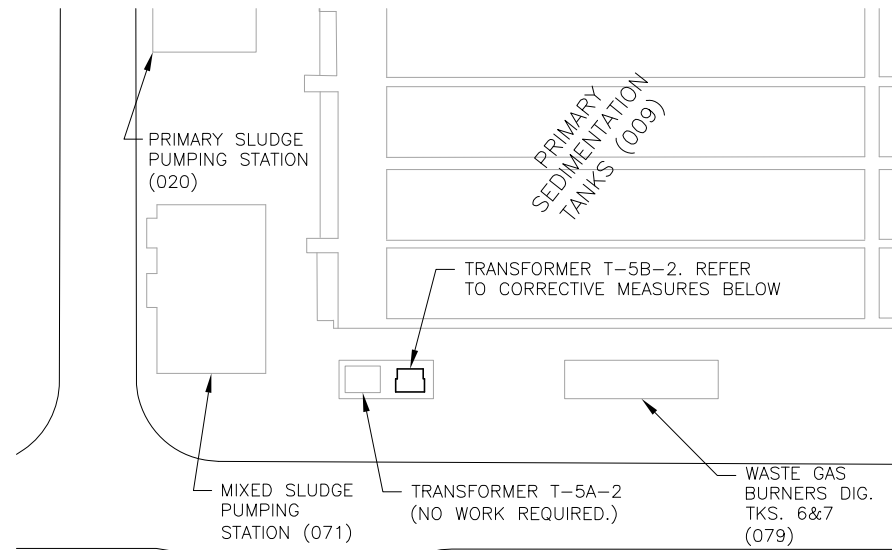 PRIMARY SLUDGE
PUMPING STATION
(020)
PRIMARY
SEDIMENTATION
TANKS (009)
TRANSFORMER T-5B-2. REFER
TO CORRECTIVE MEASURES BELOW
MIXED SLUDGE
PUMPING
STATION (071)
TRANSFORMER T-5A-2
(NO WORK REQUIRED.)
WASTE GAS
BURNERS DIG.
TKS. 6&7
(079)